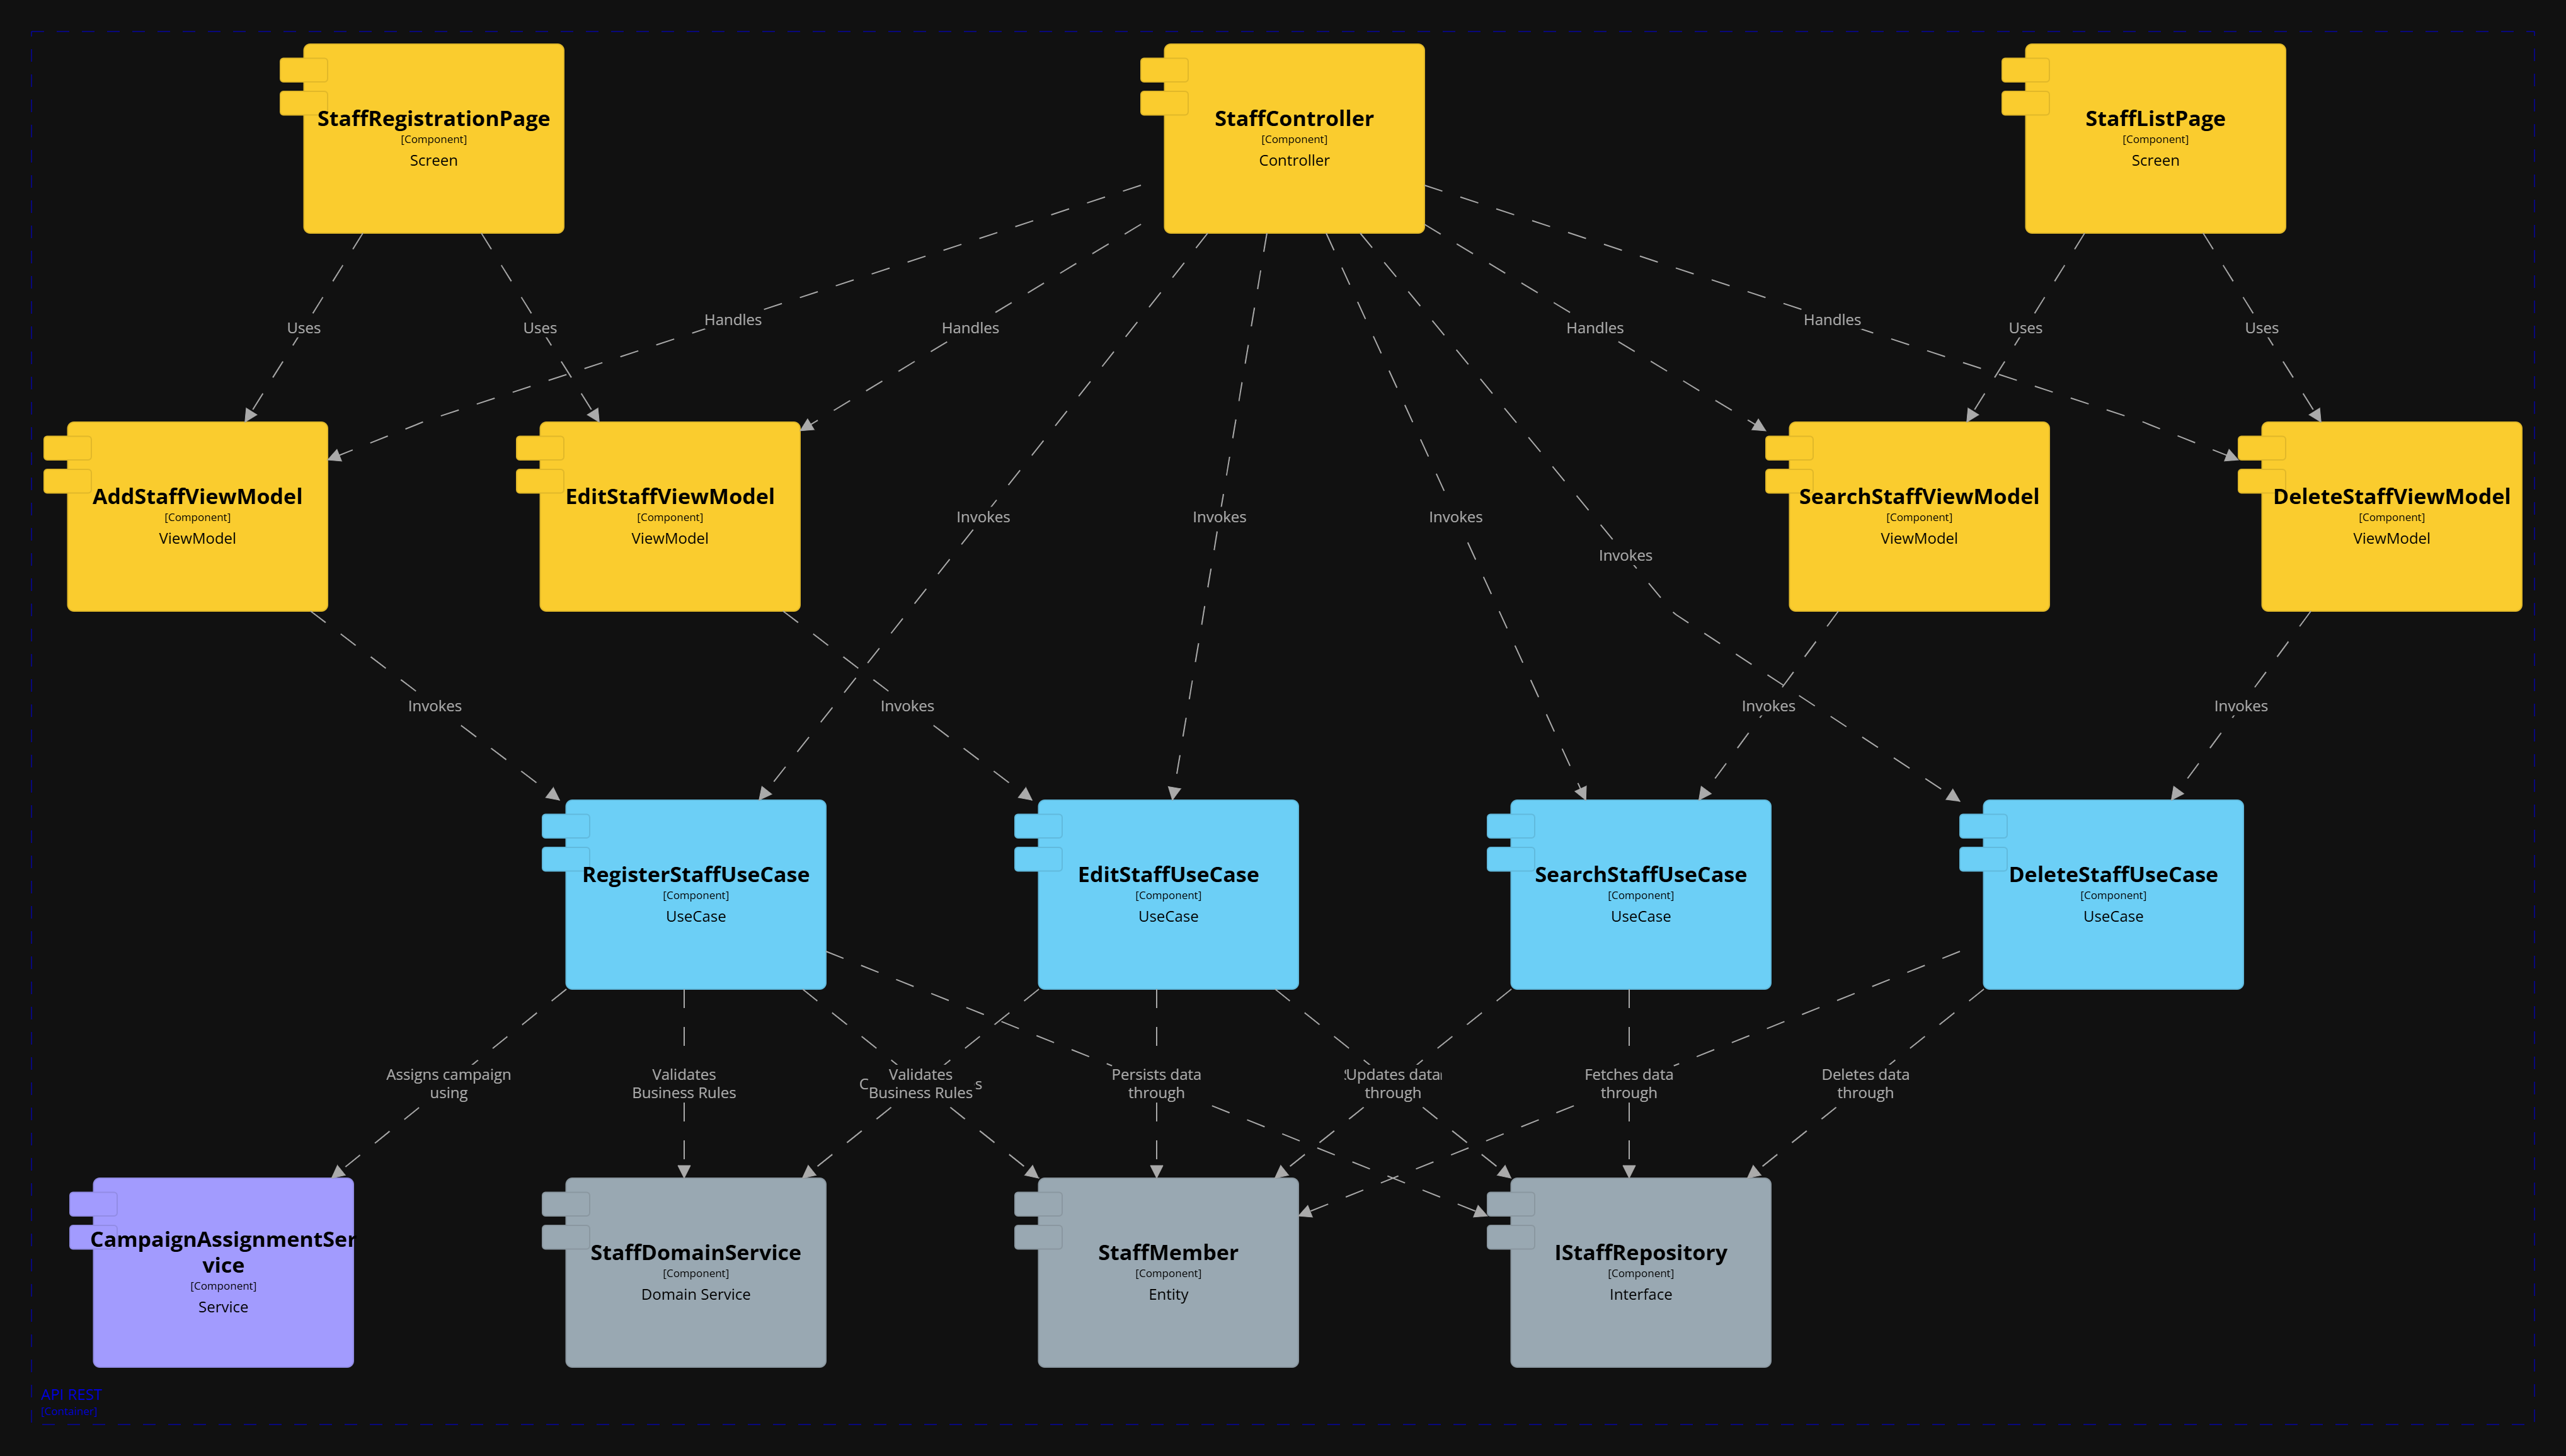 StaffRegistrationPage
[Component]
Screen
StaffController
[Component]
Controller
StaffListPage
[Component]
Screen
Uses
Uses
Handles
Handles
Handles
Handles
Uses
Uses
AddStaffViewModel
[Component]
ViewModel
EditStaffViewModel
[Component]
ViewModel
Invokes
Invokes
Invokes
Invokes
SearchStaffViewModel
[Component]
ViewModel
DeleteStaffViewModel
[Component]
ViewModel
Invokes
Invokes
Invokes
Invokes
RegisterStaffUseCase
[Component]
UseCase
EditStaffUseCase
[Component]
UseCase
SearchStaffUseCase
[Component]
UseCase
DeleteStaffUseCase
[Component]
UseCase
Assigns campaign
using
Validates
Business Rules
Validates
Business Rules
Persists data
through
Updates data
through
Fetches data
through
Deletes data
through
CampaignAssignmentSer
vice
[Component]
Service
StaffDomainService
[Component]
Domain Service
StaffMember
[Component]
Entity
IStaffRepository
[Component]
Interface
API REST
[Container]